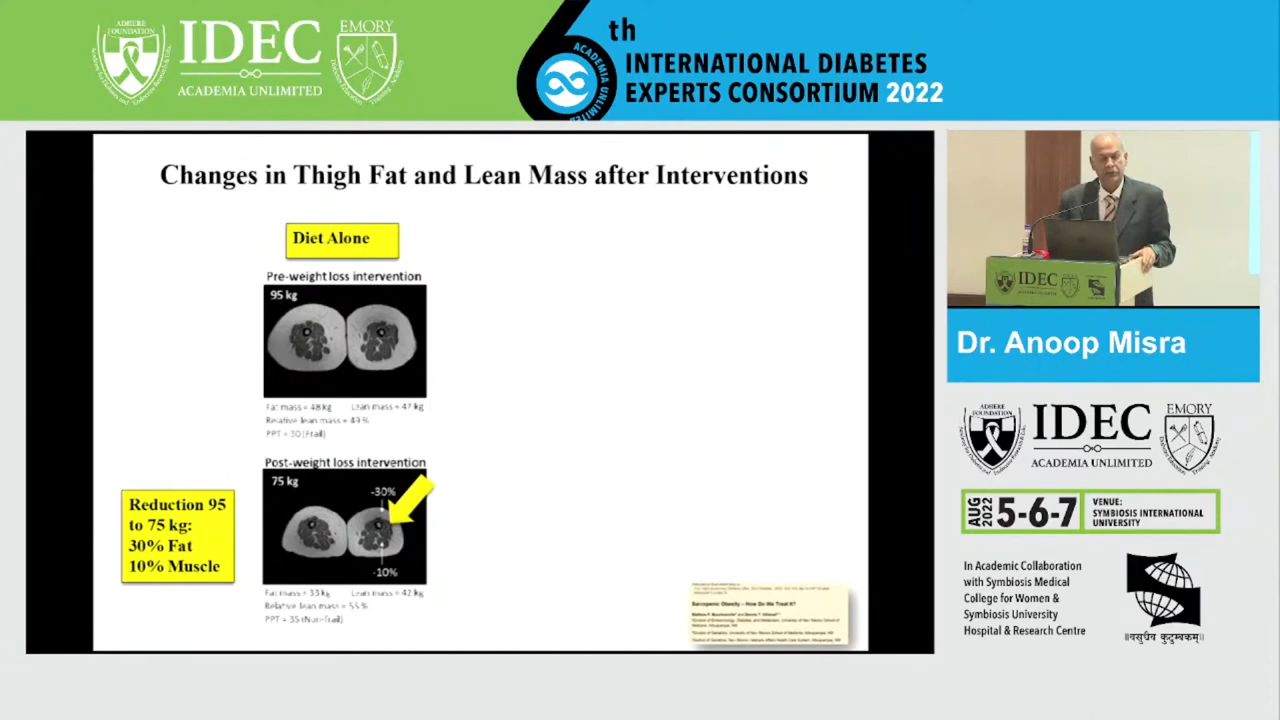 ADHERE
FOUNDATION
IDEC
ACADEMIA UNLIMITED
EMORY
6th
INTERNATIONAL DIABETES
EXPERTS CONSORTIUM 2022
Changes in Thigh Fat and Lean Mass after Interventions
Diet Alone
Pre-weight loss intervention
95 kg
Fat mass = 48 kg Lean mass = 47 kg
Relative lean mass = 49 %
PPT = 30 (Frail)
Post-weight loss intervention
75 kg
-30%
-10%
Fat mass = 33 kg Lean mass = 42 kg
Relative lean mass = 55 %
PPT = 35 (Non-frail)
Reduction 95
to 75 kg:
30% Fat
10% Muscle
Sarcopenic Obesity – How Do We Treat It?
IDEC
Dr. Anoop Misra
ADHERE
FOUNDATION
IDEC
ACADEMIA UNLIMITED
EMORY
AUG
2022
5-6-7
VENUE:
SYMBIOSIS INTERNATIONAL
UNIVERSITY
In Academic Collaboration
with Symbiosis Medical
College for Women &
Symbiosis University
Hospital & Research Centre
॥वसुधैव कुटुम्बकम्॥